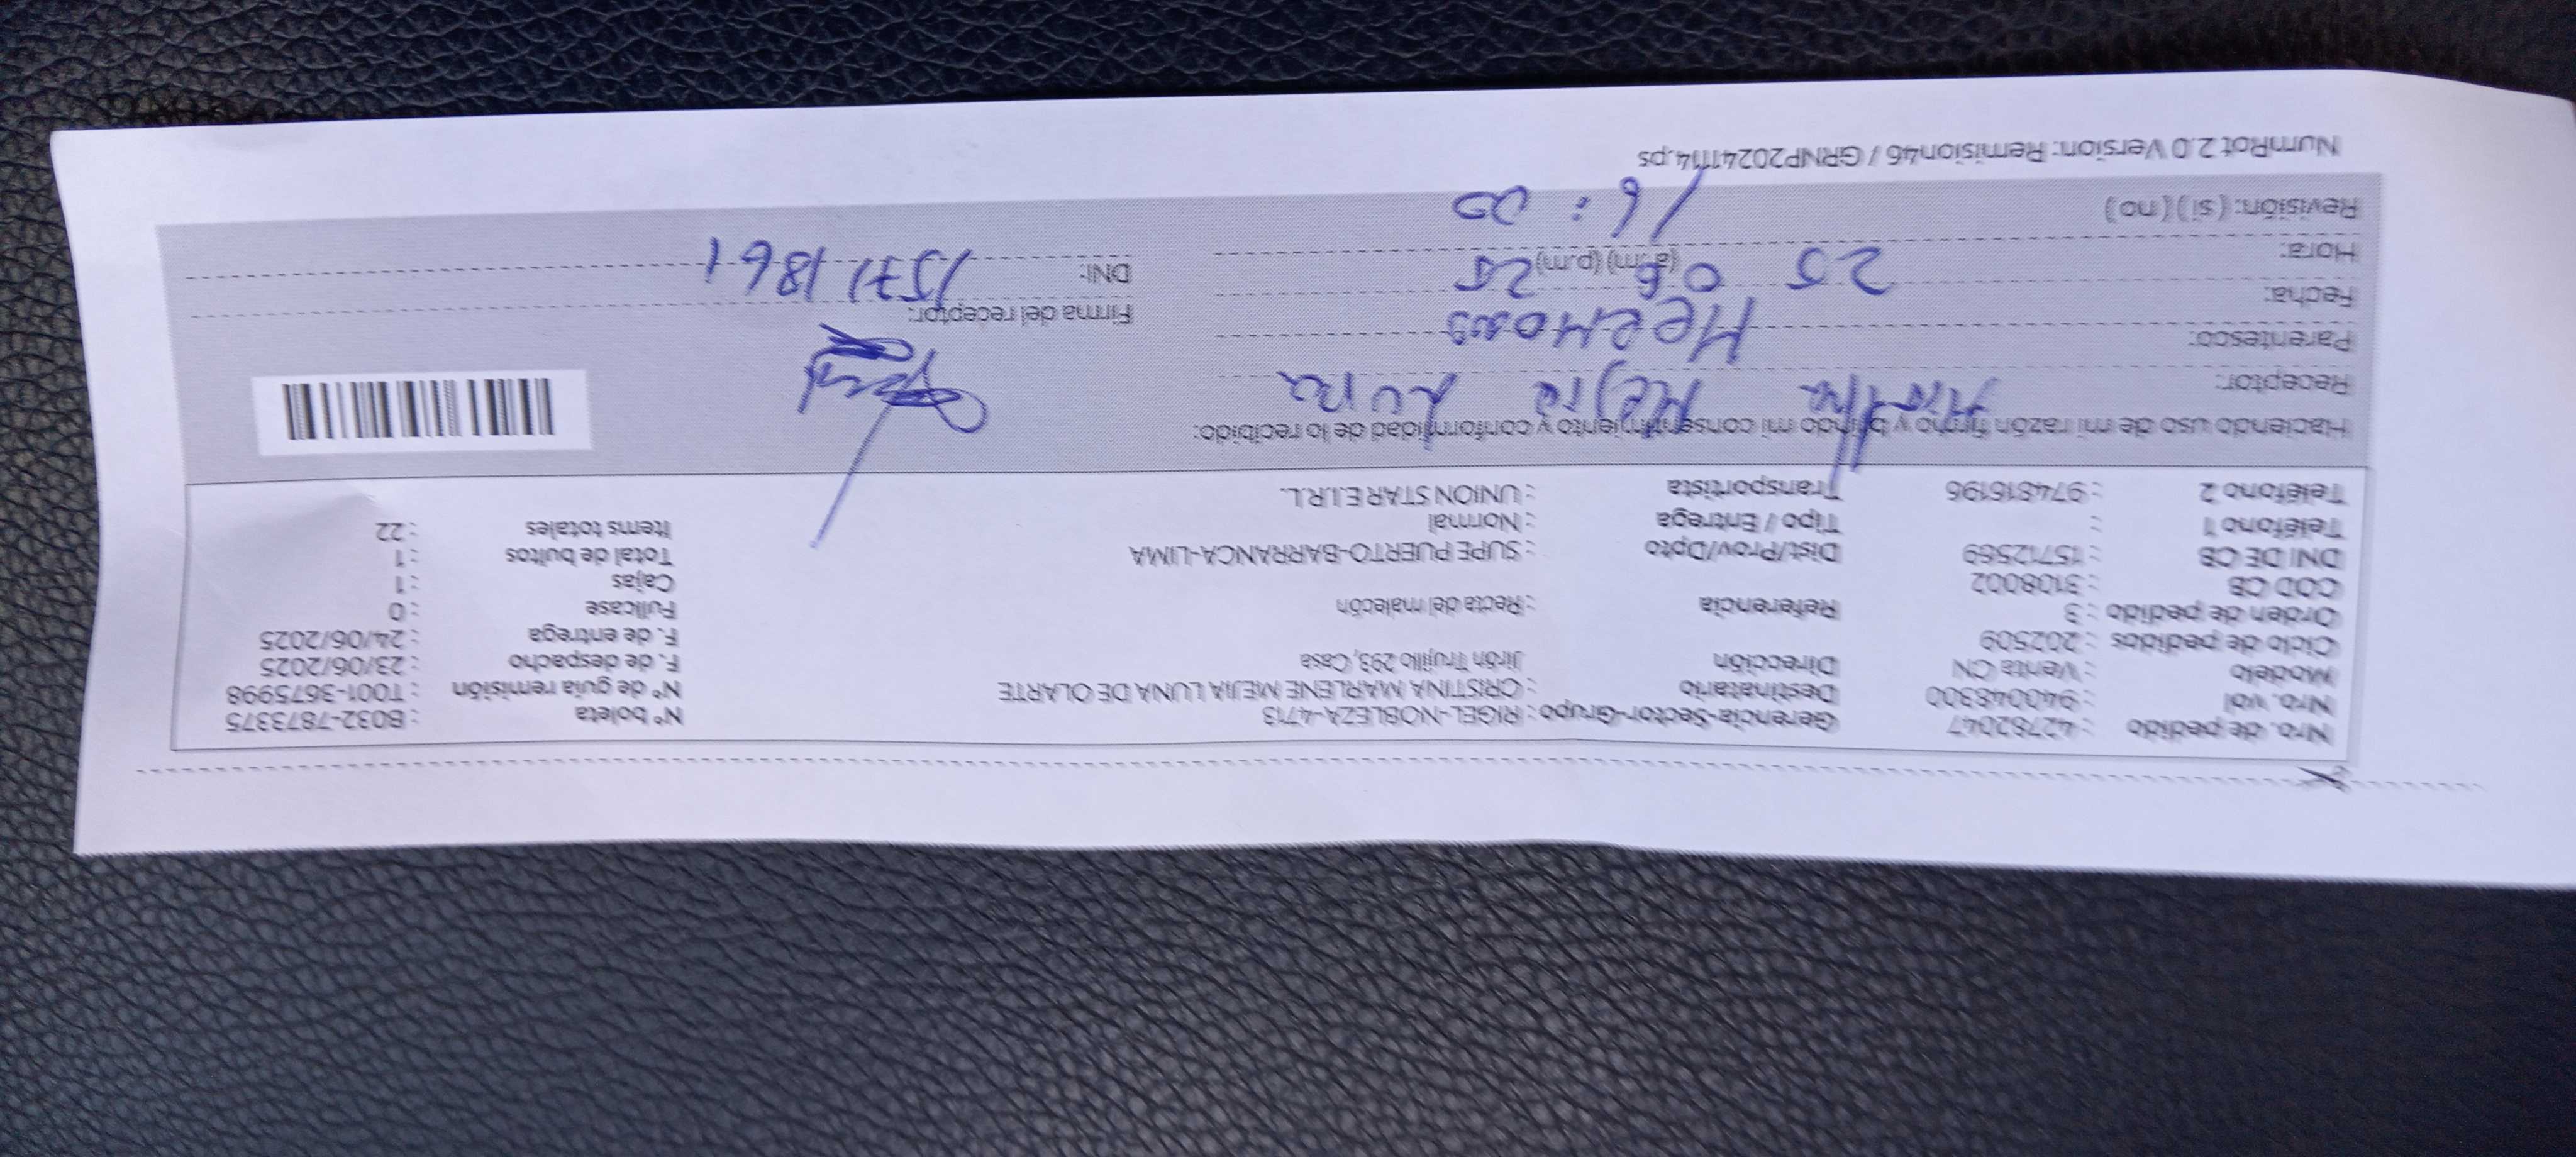 Nro. de pedido : 42782047 Gerencia-Sector-Grupo : RIGEL-NOBLEZA-4713 N° boleta : B032-7873375
Nro. vol : 940048300 Destinatario : CRISTINA MARLENE MEJIA LUNA DE OLARTE N° de guía remisión : T001-3675998
Modelo : Venta CN Dirección Jirón Trujillo 293, Casa F. de despacho : 23/06/2025
Ciclo de pedidos : 202509 F. de entrega : 24/06/2025
Orden de pedido : 3 Referencia : Recta del malecón Fullcase : 0
COD CB : 3108002 Cajas : 1
DNI DE CB : 15712569 Dist/Prov/Dpto : SUPE PUERTO-BARRANCA-LIMA Total de bultos : 1
Teléfono 1 : Tipo / Entrega : Normal Items totales : 22
Teléfono 2 : 974816196 Transportista : UNION STAR E.I.R.L.
Haciendo uso de mi razón firmo y brindo mi consentimiento y conformidad de lo recibido:
Receptor: Mejia Luna
Parentesco: Hermano
Firma del receptor:
Fecha: 25 06 25
DNI: 15711861
Hora: (a.m) (p.m) 16:00
Revisión: (si) (no)
NumRot 2.0 Version: Remision46 / GRNP20241114.ps